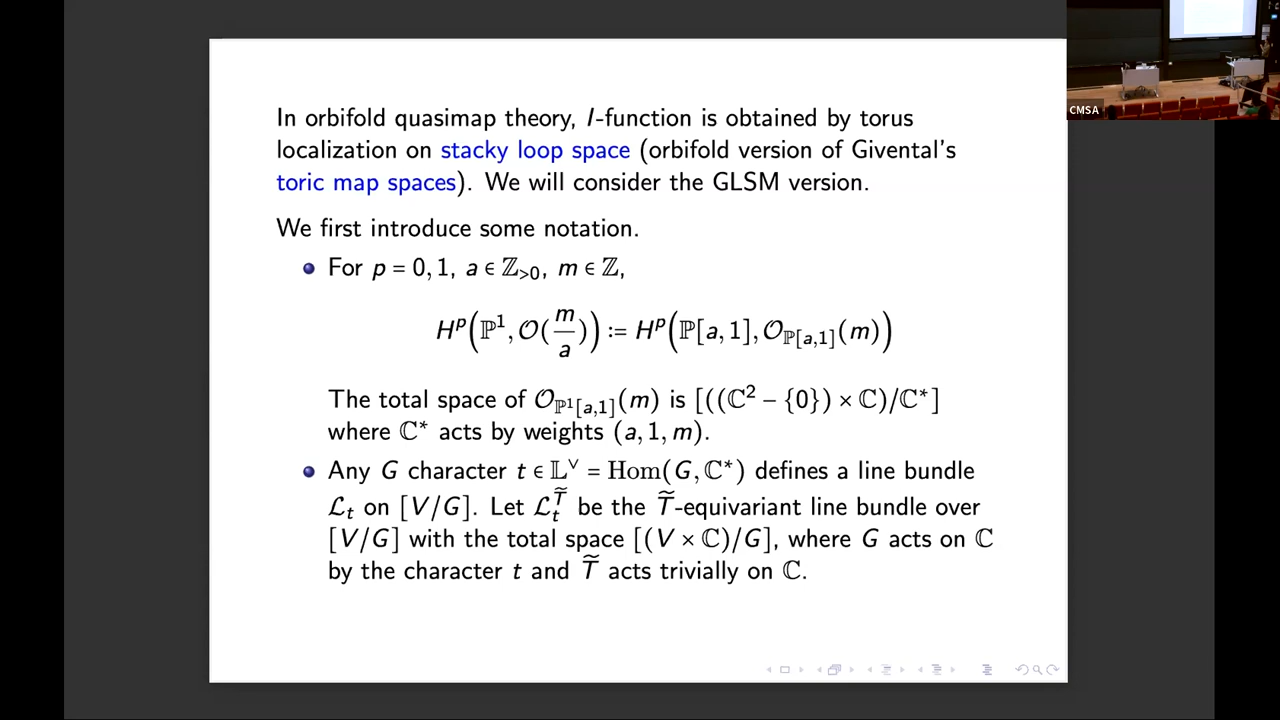 In orbifold quasimap theory, I-function is obtained by torus
localization on stacky loop space (orbifold version of Givental's
toric map spaces). We will consider the GLSM version.
We first introduce some notation.
For p = 0, 1, a ∈ ℤ>0, m ∈ ℤ,
H^p(ℙ^1, 𝒪(m/a)) := H^p(ℙ[a, 1], 𝒪_{ℙ[a,1]}(m))
The total space of 𝒪_{ℙ^1[a,1]}(m) is [((ℂ^2 − {0}) × ℂ)/ℂ*]
where ℂ* acts by weights (a, 1, m).
Any G character t ∈ 𝕃^∨ = Hom(G, ℂ*) defines a line bundle
ℒ_t on [V/G]. Let ℒ_t^T̃ be the T̃-equivariant line bundle over
[V/G] with the total space [(V × ℂ)/G], where G acts on ℂ
by the character t and T̃ acts trivially on ℂ.
CMSA